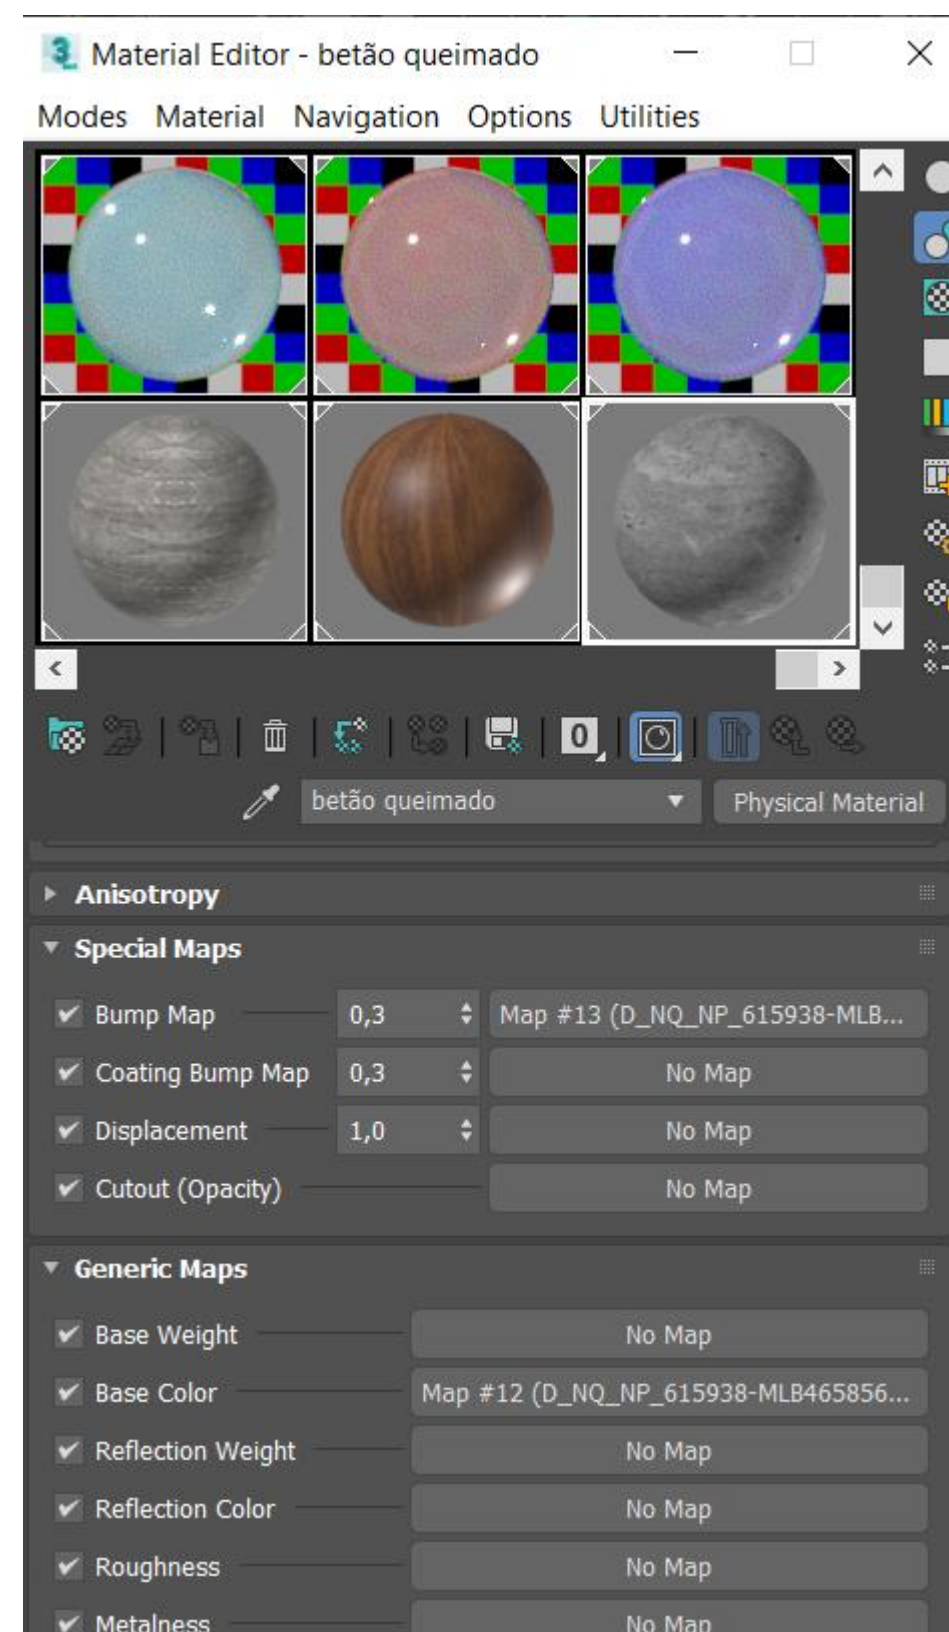 Material Editor - betão queimado
Modes Material Navigation Options Utilities
0
betão queimado Physical Material
Anisotropy
Special Maps
Bump Map 0,3 Map #13 (D_NQ_NP_615938-MLB...
Coating Bump Map 0,3 No Map
Displacement 1,0 No Map
Cutout (Opacity) No Map
Generic Maps
Base Weight No Map
Base Color Map #12 (D_NQ_NP_615938-MLB465856...
Reflection Weight No Map
Reflection Color No Map
Roughness No Map
Metalness No Map